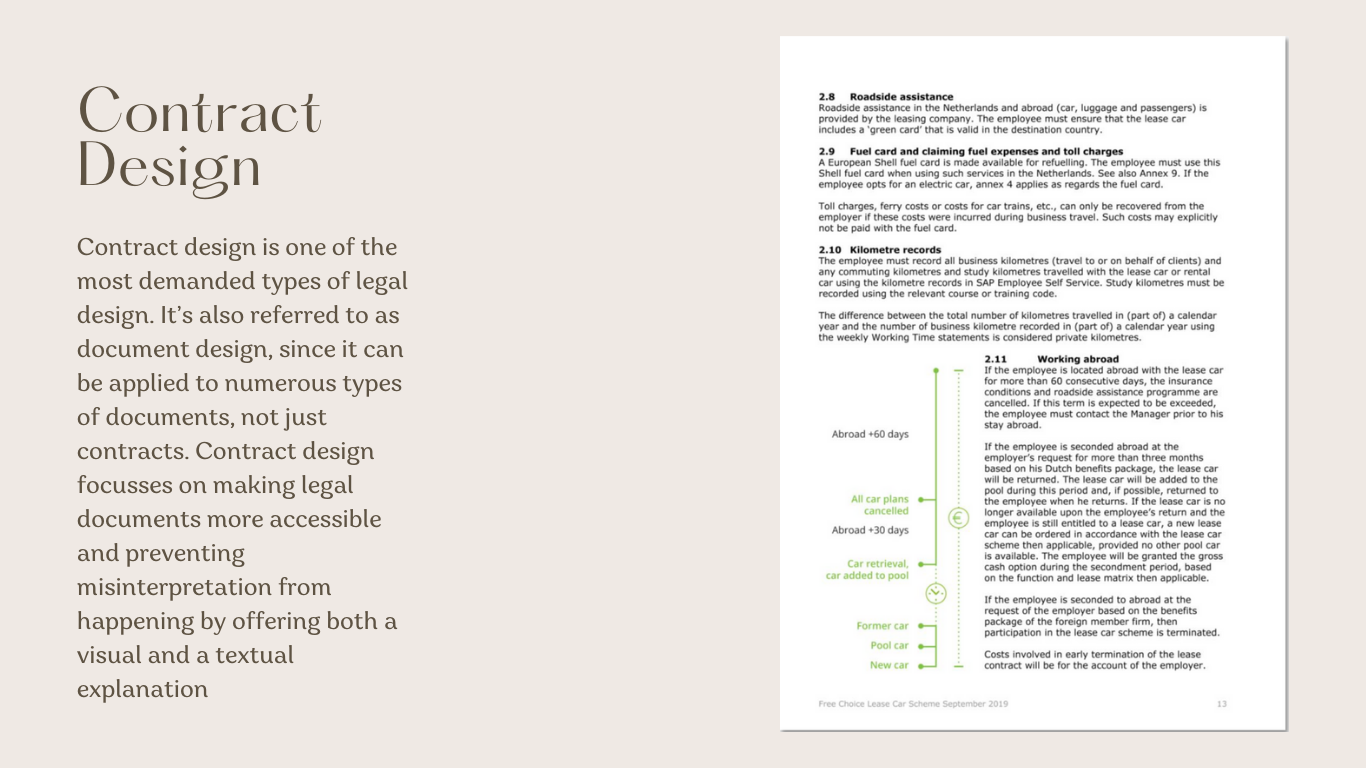 Contract
Design
Contract design is one of the
most demanded types of legal
design. It’s also referred to as
document design, since it can
be applied to numerous types
of documents, not just
contracts. Contract design
focusses on making legal
documents more accessible
and preventing
misinterpretation from
happening by offering both a
visual and a textual
explanation
2.8 Roadside assistance
Roadside assistance in the Netherlands and abroad (car, luggage and passengers) is
provided by the leasing company. The employee must ensure that the lease car
includes a ‘green card’ that is valid in the destination country.
2.9 Fuel card and claiming fuel expenses and toll charges
A European Shell fuel card is made available for refuelling. The employee must use this
Shell fuel card when using such services in the Netherlands. See also Annex 9. If the
employee opts for an electric car, annex 4 applies as regards the fuel card.
Toll charges, ferry costs or costs for car trains, etc., can only be recovered from the
employer if these costs were incurred during business travel. Such costs may explicitly
not be paid with the fuel card.
2.10 Kilometre records
The employee must record all business kilometres (travel to or on behalf of clients) and
any commuting kilometres and study kilometres travelled with the lease car or rental
car using the kilometre records in SAP Employee Self Service. Study kilometres must be
recorded using the relevant course or training code.
The difference between the total number of kilometres travelled in (part of) a calendar
year and the number of business kilometre recorded in (part of) a calendar year using
the weekly Working Time statements is considered private kilometres.
Abroad +60 days
All car plans
cancelled
Abroad +30 days
Car retrieval,
car added to pool
Former car
Pool car
New car
€
2.11 Working abroad
If the employee is located abroad with the lease car
for more than 60 consecutive days, the insurance
conditions and roadside assistance programme are
cancelled. If this term is expected to be exceeded,
the employee must contact the Manager prior to his
stay abroad.
If the employee is seconded abroad at the
employer’s request for more than three months
based on his Dutch benefits package, the lease car
will be returned. The lease car will be added to the
pool during this period and, if possible, returned to
the employee when he returns. If the lease car is no
longer available upon the employee’s return and the
employee is still entitled to a lease car, a new lease
car can be ordered in accordance with the lease car
scheme then applicable, provided no other pool car
is available. The employee will be granted the gross
cash option during the secondment period, based
on the function and lease matrix then applicable.
If the employee is seconded to abroad at the
request of the employer based on the benefits
package of the foreign member firm, then
participation in the lease car scheme is terminated.
Costs involved in early termination of the lease
contract will be for the account of the employer.
Free Choice Lease Car Scheme September 2019 13